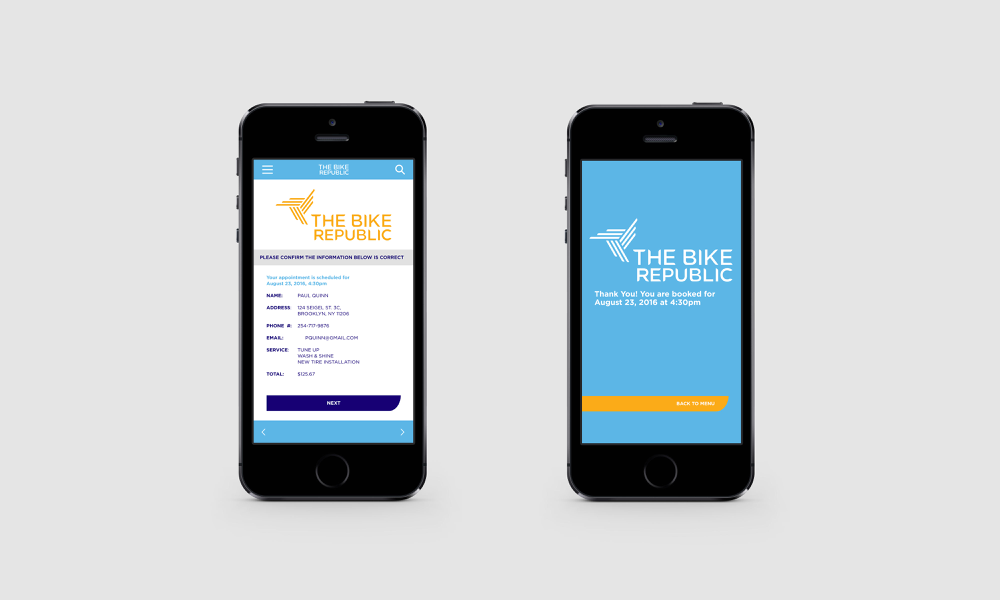 THE BIKE
REPUBLIC
THE BIKE
REPUBLIC
PLEASE CONFIRM THE INFORMATION BELOW IS CORRECT
Your appointment is scheduled for
August 23, 2016, 4:30pm
NAME: PAUL QUINN
ADDRESS: 124 SEIGEL ST. 3C,
BROOKLYN, NY 11206
PHONE #: 254-717-9876
EMAIL: PQUINN@GMAIL.COM
SERVICE: TUNE UP
WASH & SHINE
NEW TIRE INSTALLATION
TOTAL: $125.67
NEXT
THE BIKE
REPUBLIC
Thank You! You are booked for
August 23, 2016 at 4:30pm
BACK TO MENU